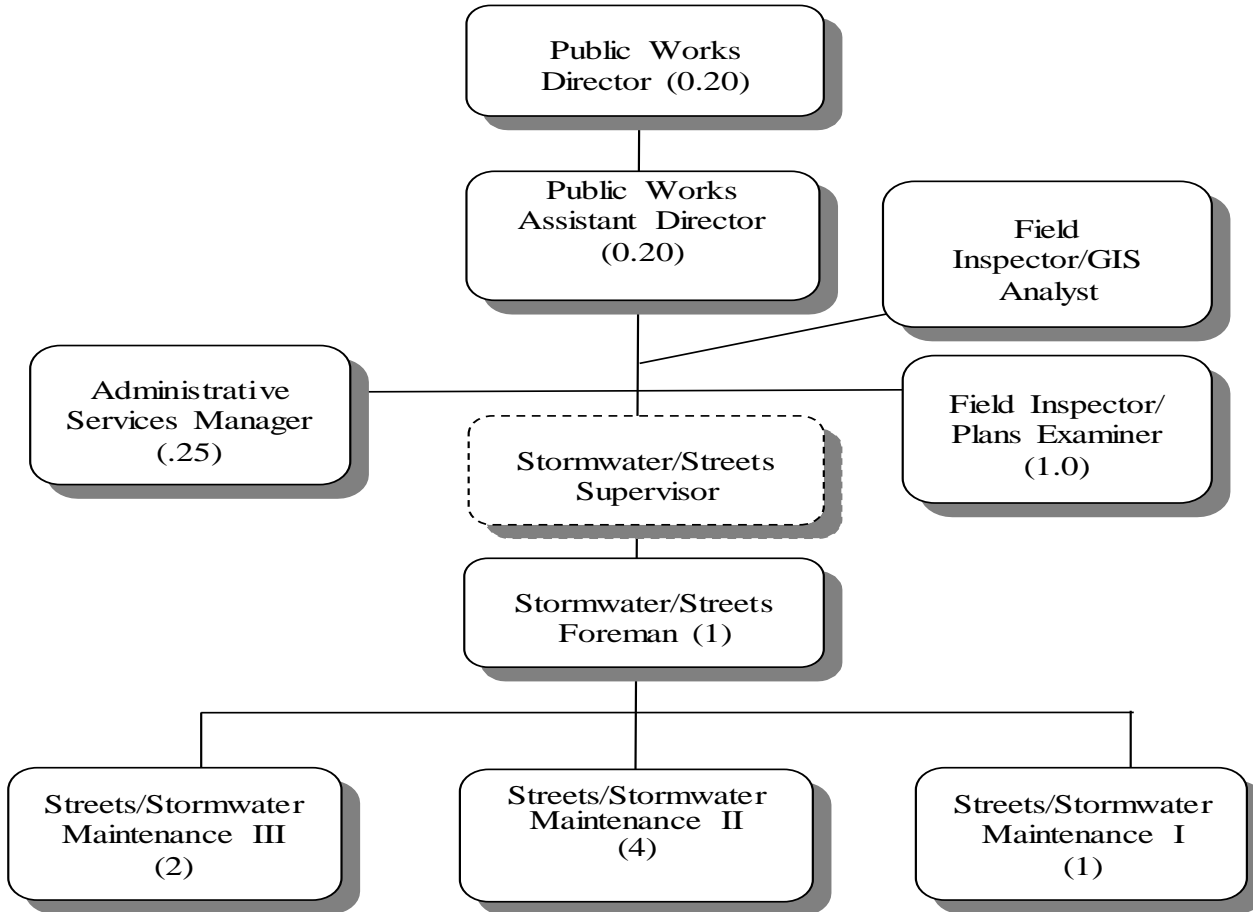 Public Works
Director (0.20)
Public Works
Assistant Director
(0.20)
Field
Inspector/GIS
Analyst
Administrative
Services Manager
(.25)
Field Inspector/
Plans Examiner
(1.0)
Stormwater/Streets
Supervisor
Stormwater/Streets
Foreman (1)
Streets/Stormwater
Maintenance III
(2)
Streets/Stormwater
Maintenance II
(4)
Streets/Stormwater
Maintenance I
(1)